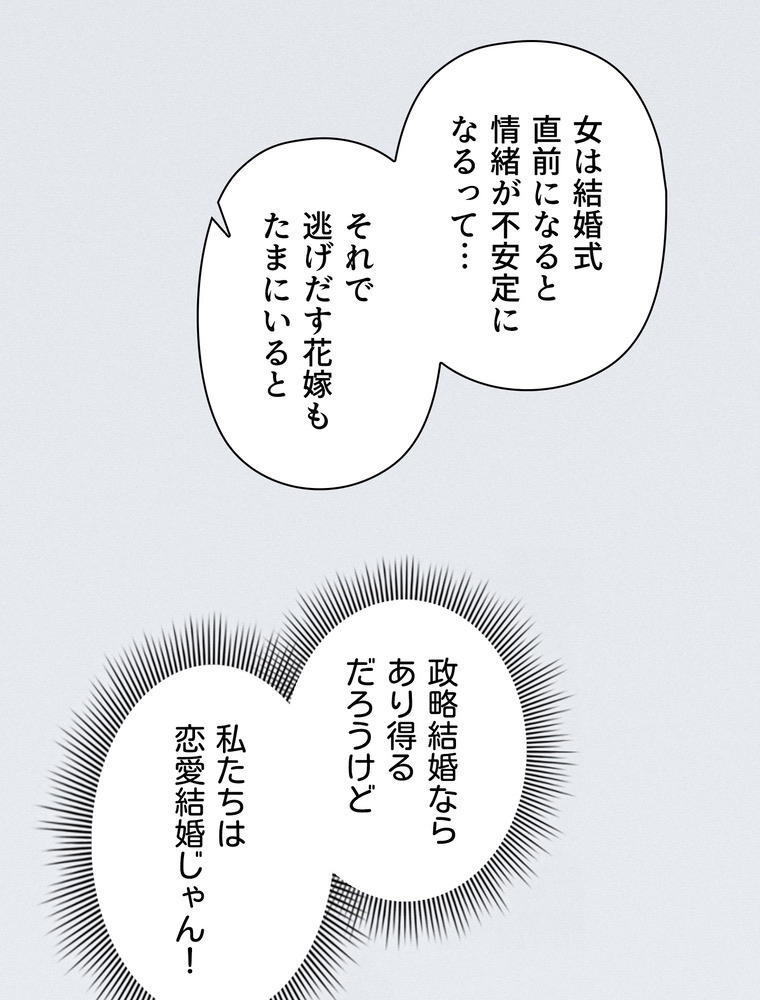 女は結婚式
直前になると
情緒が不安定に
なるって…
それで
逃げだす花嫁も
たまにいると
政略結婚なら
あり得る
だろうけど
私たちは
恋愛結婚じゃん！